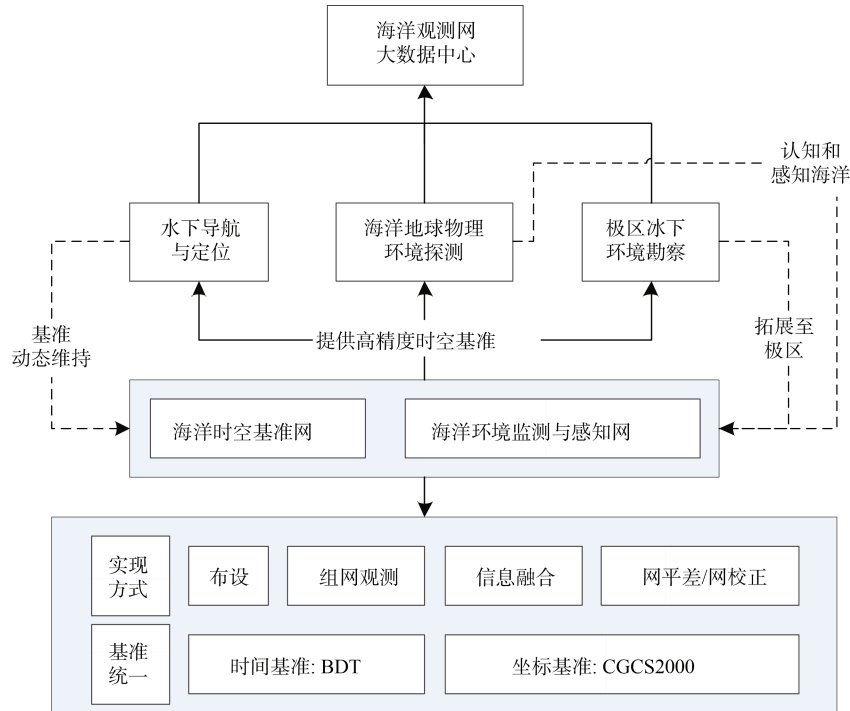 海洋观测网
大数据中心
认知和
感知海洋
水下导航
与定位
海洋地球物理
环境探测
极区冰下
环境勘察
基准
动态维持
提供高精度时空基准
拓展至
极区
海洋时空基准网
海洋环境监测与感知网
实现
方式
布设
组网观测
信息融合
网平差/网校正
基准
统一
时间基准: BDT
坐标基准: CGCS2000